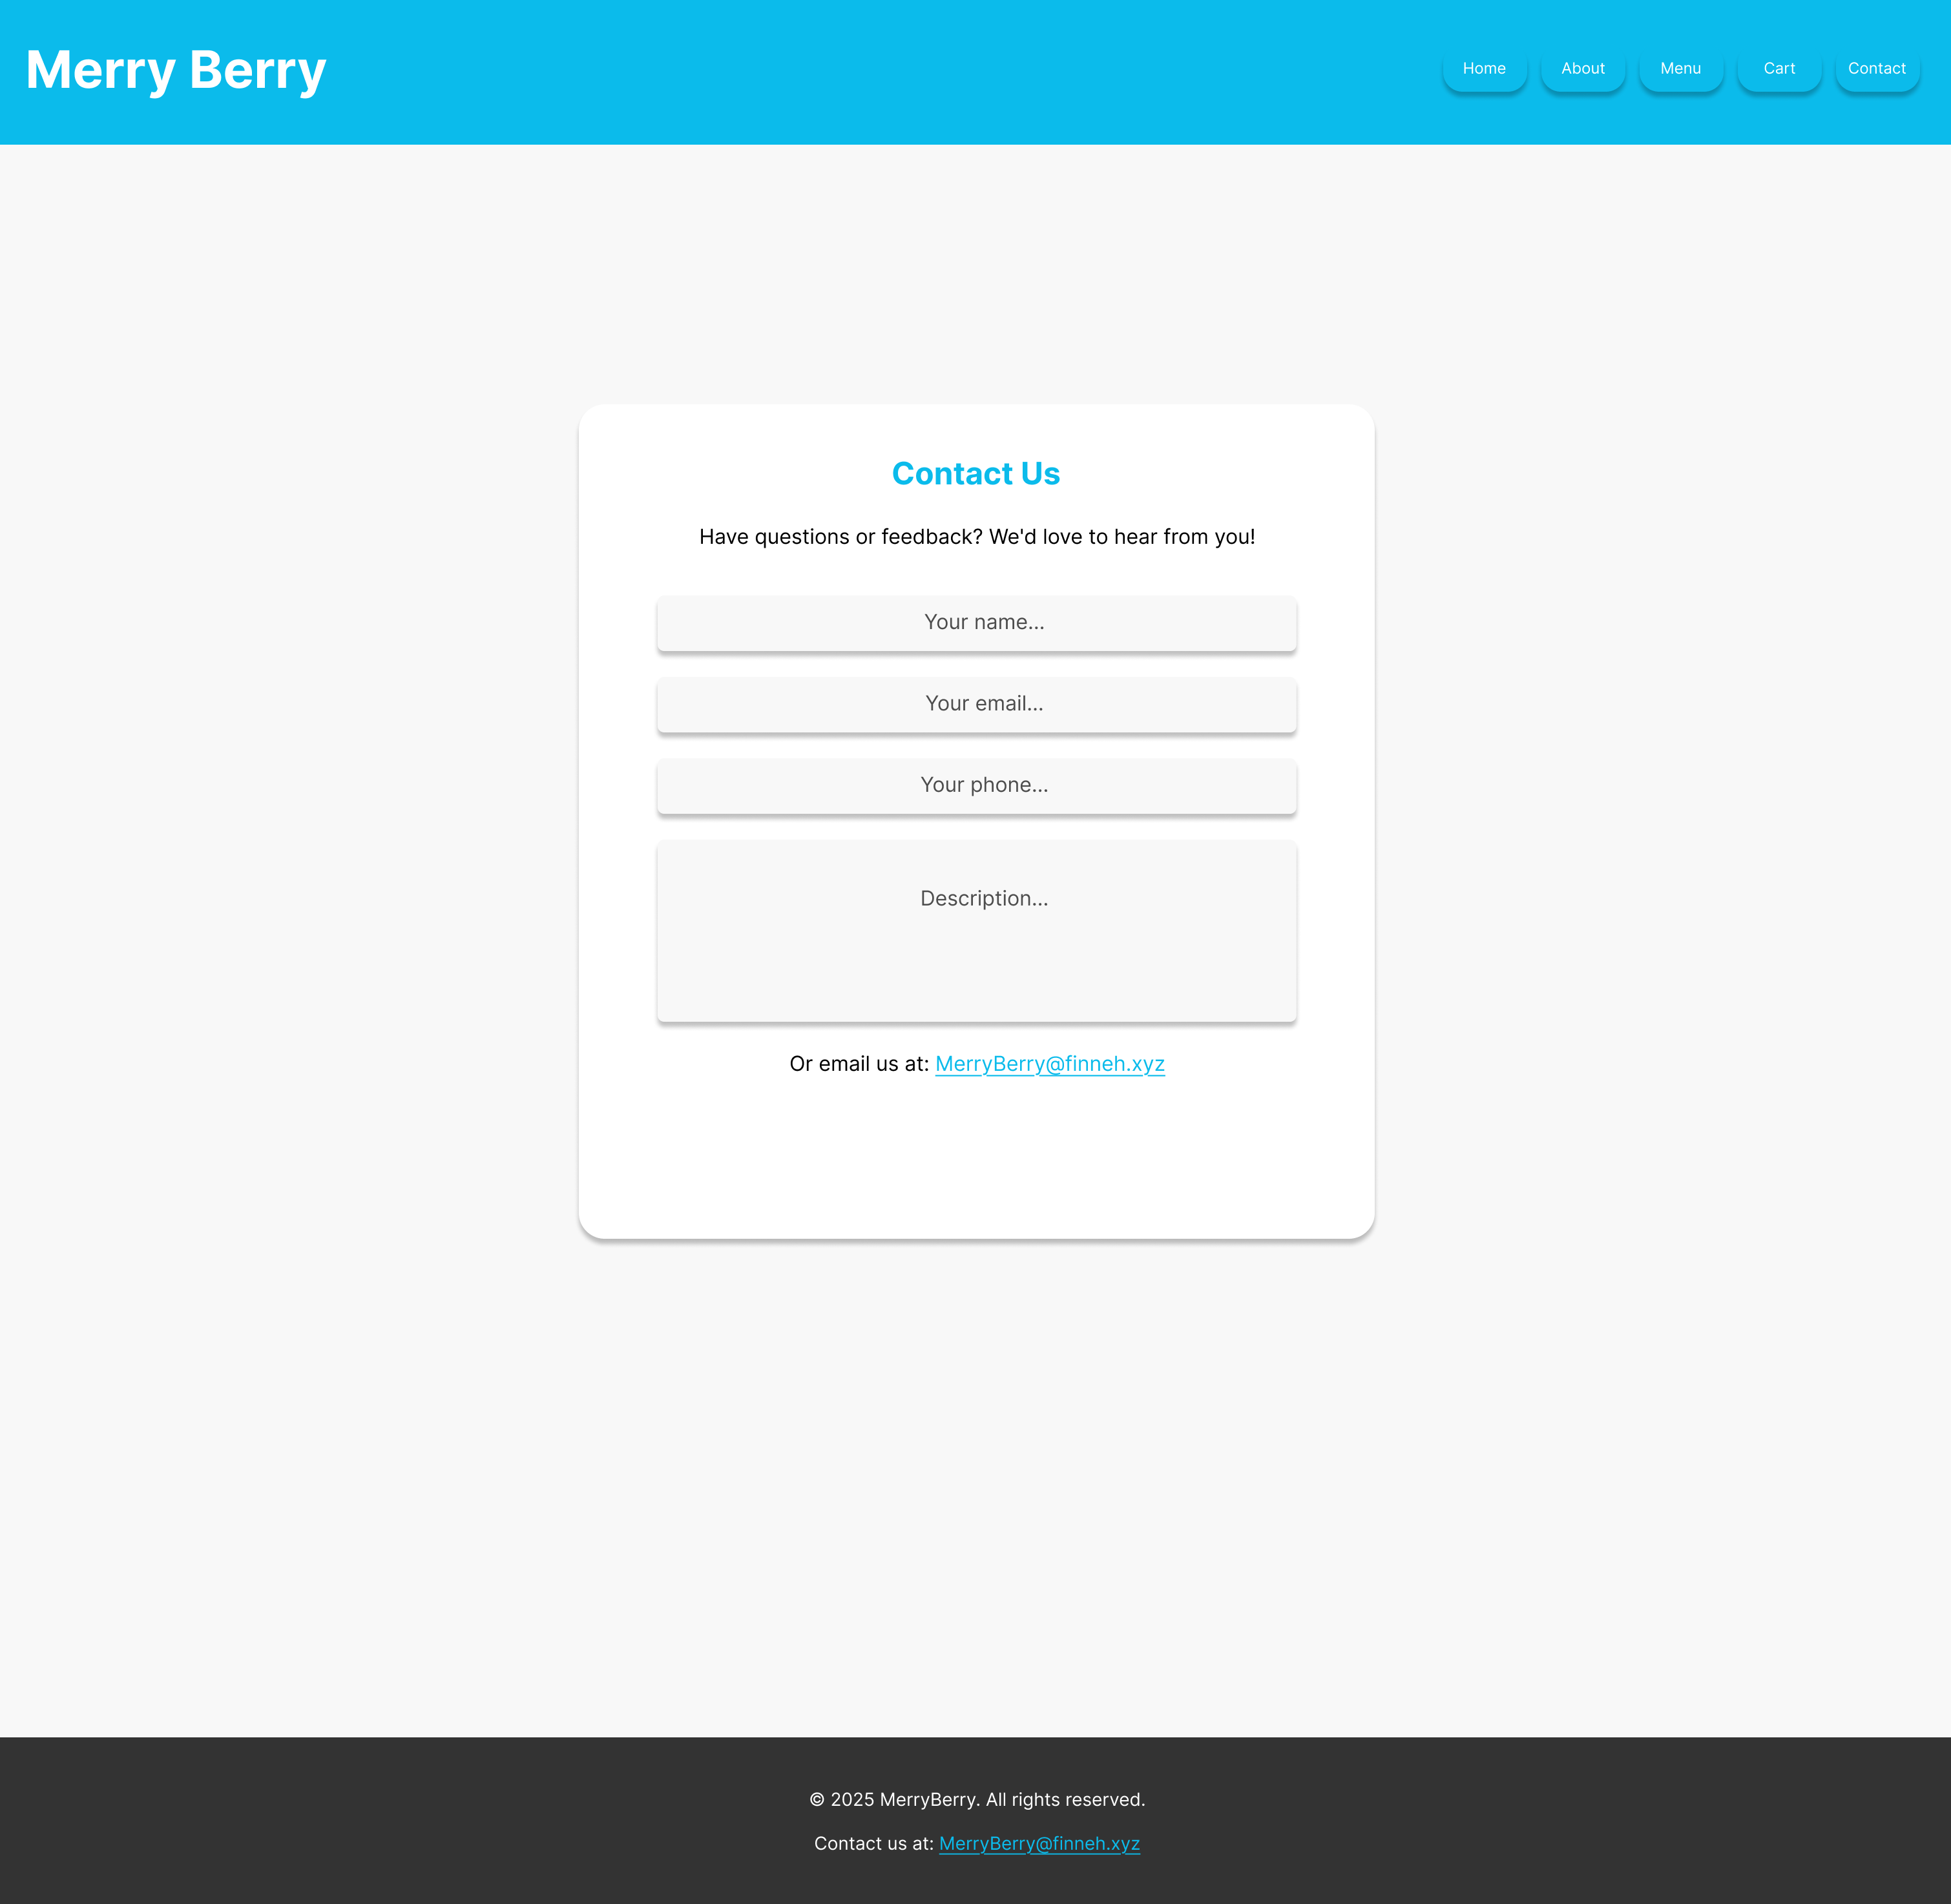 Merry Berry
Home About Menu Cart Contact
Contact Us
Have questions or feedback? We'd love to hear from you!
Your name...
Your email...
Your phone...
Description...
Or email us at: MerryBerry@finneh.xyz
© 2025 MerryBerry. All rights reserved.
Contact us at: MerryBerry@finneh.xyz